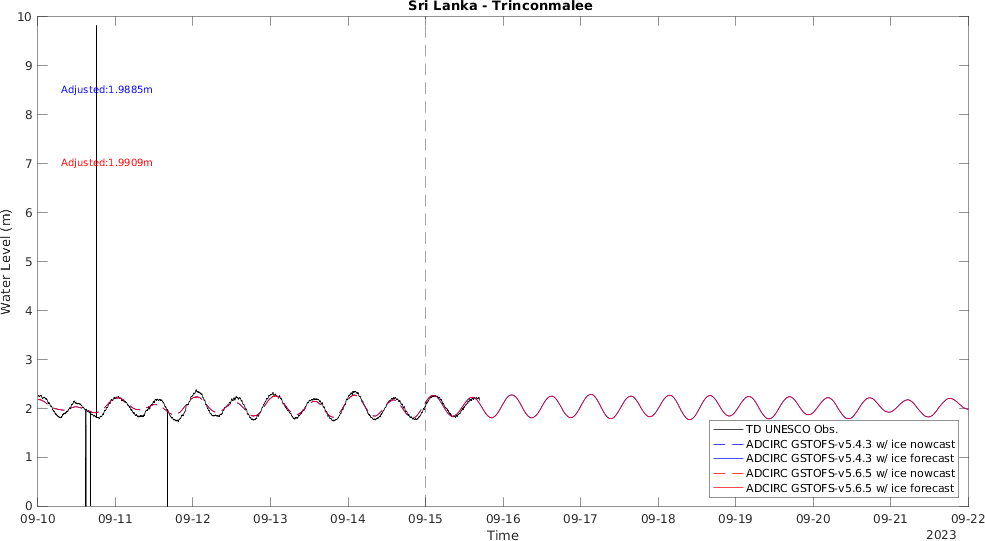 Sri Lanka - Trinconmalee
10
9
8
7
6
5
4
3
2
1
0
Water Level (m)
Adjusted:1.9885m
Adjusted:1.9909m
TD UNESCO Obs.
ADCIRC GSTOFS-v5.4.3 w/ ice nowcast
ADCIRC GSTOFS-v5.4.3 w/ ice forecast
ADCIRC GSTOFS-v5.6.5 w/ ice nowcast
ADCIRC GSTOFS-v5.6.5 w/ ice forecast
09-10 09-11 09-12 09-13 09-14 09-15 09-16 09-17 09-18 09-19 09-20 09-21 09-22
Time
2023